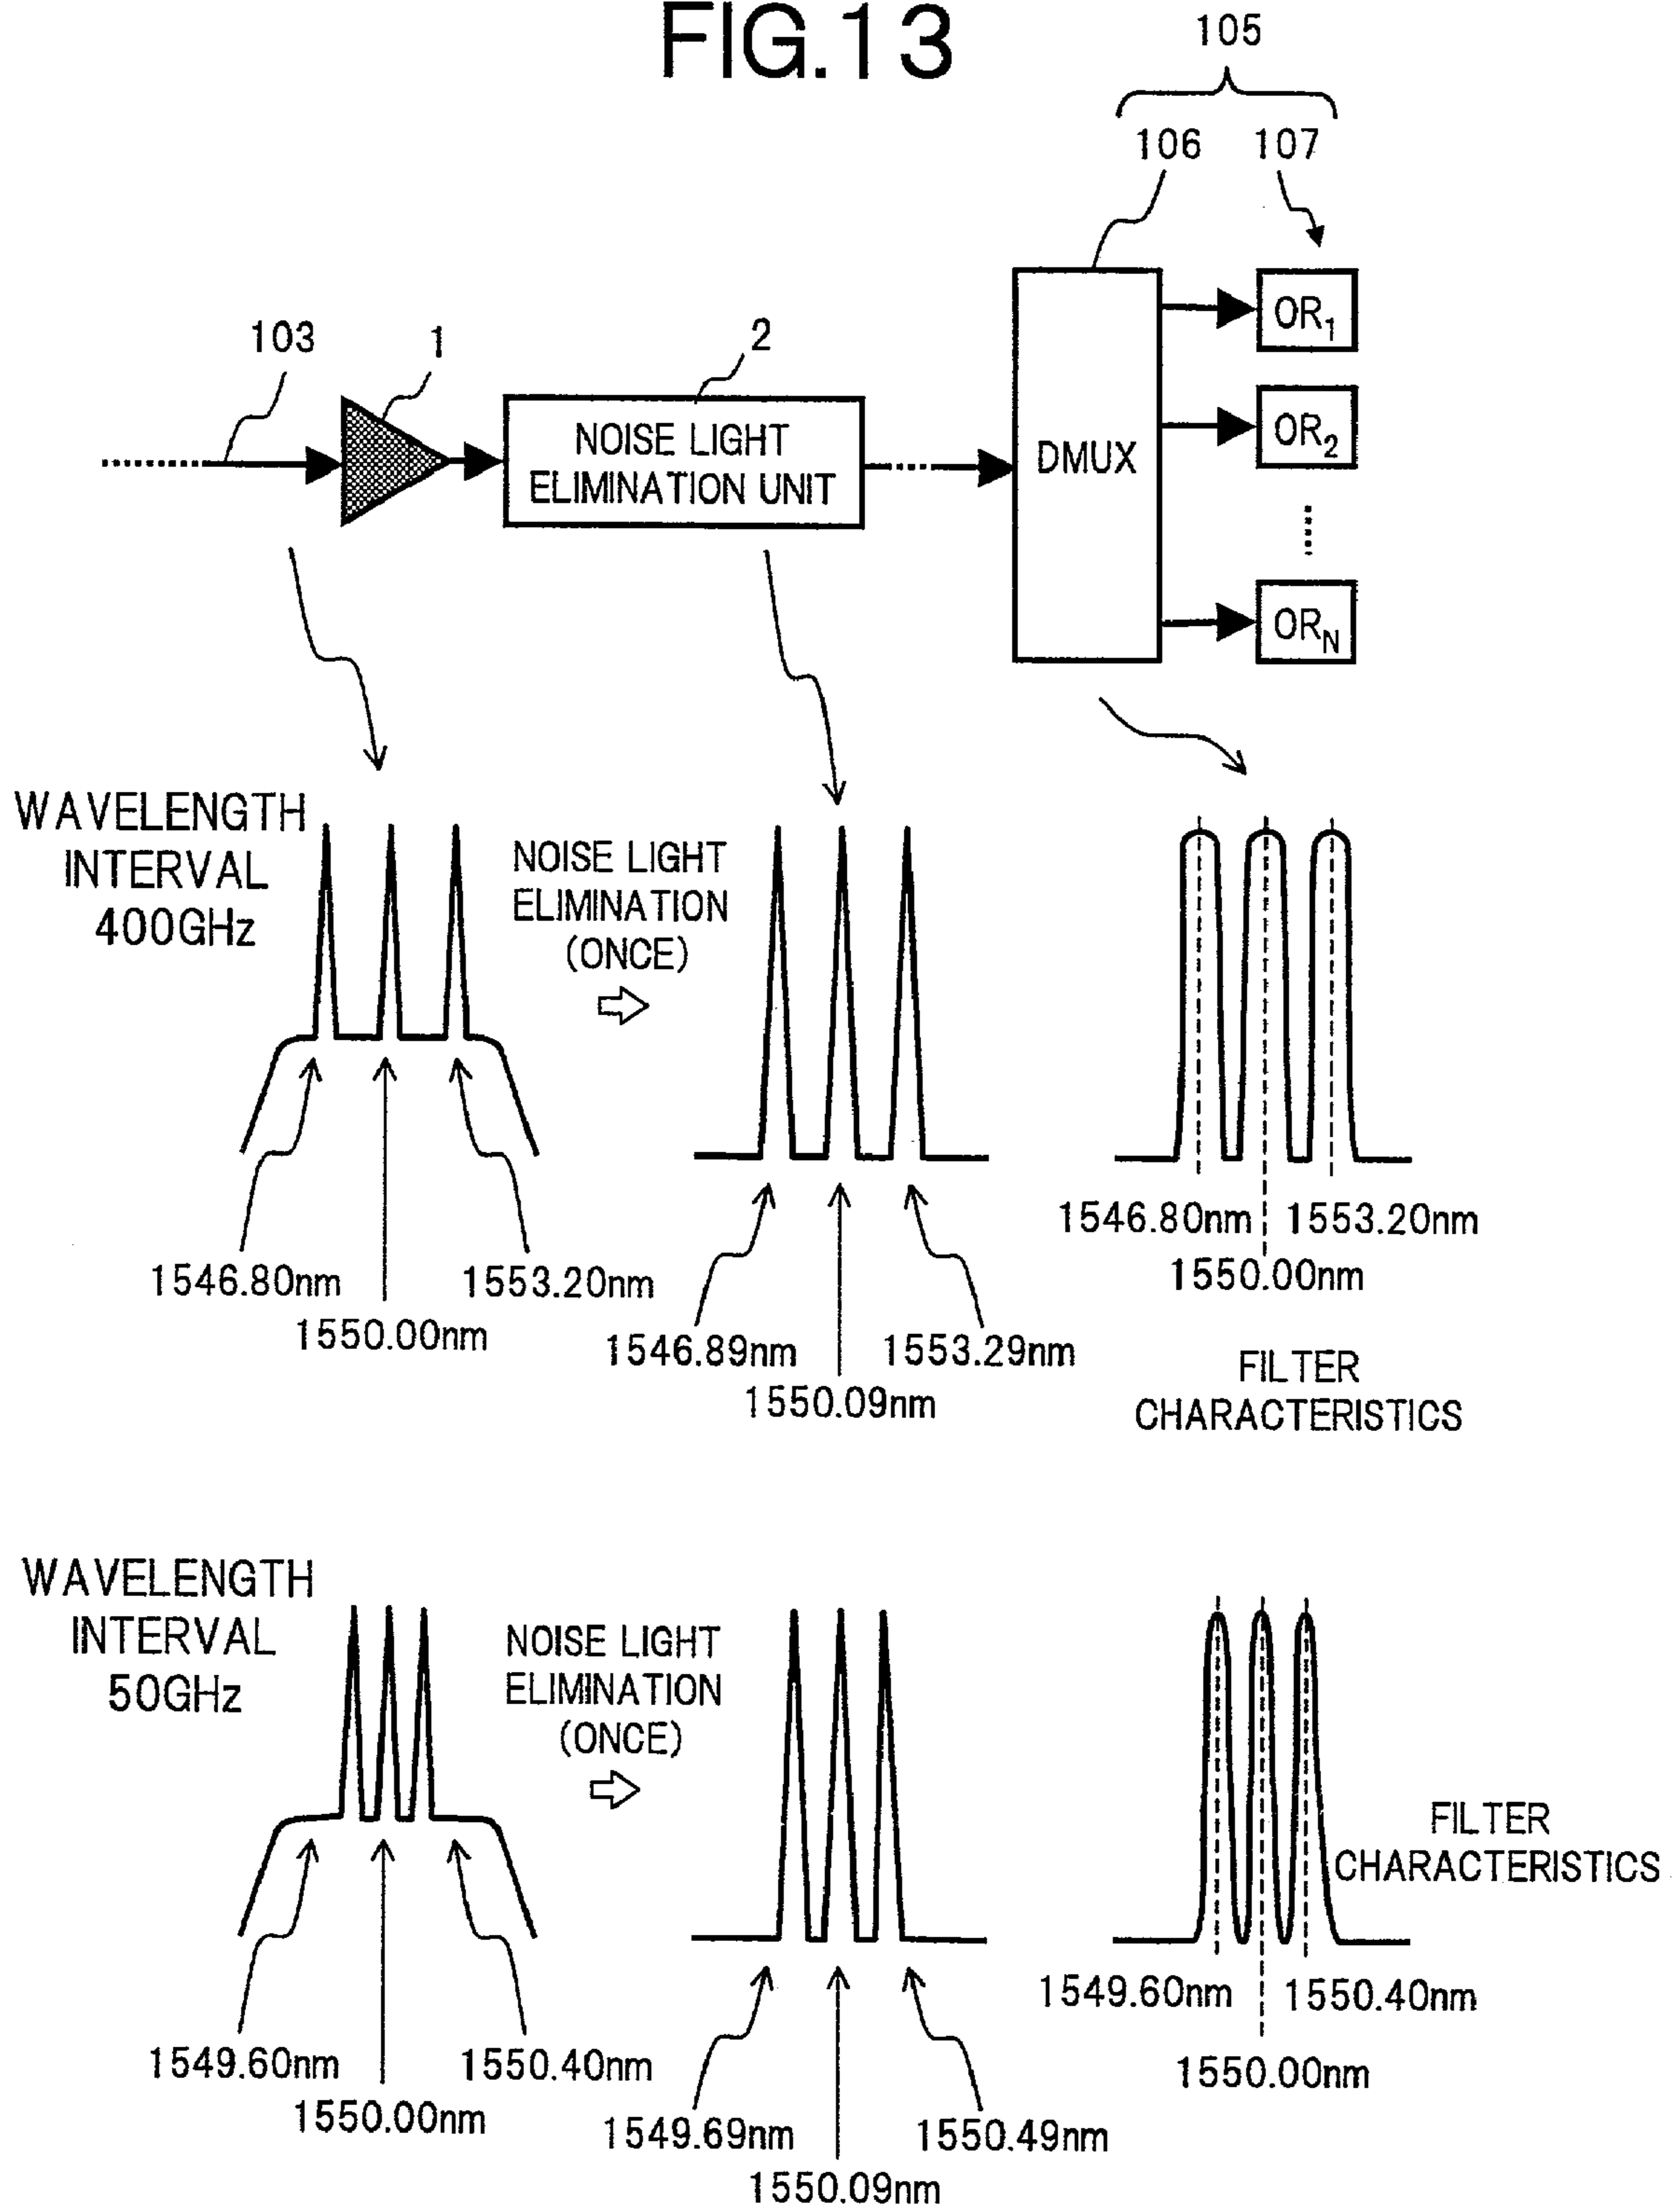 FIG.13
105
106 107
103
1
2
NOISE LIGHT
ELIMINATION UNIT
DMUX
OR1
OR2
ORN
WAVELENGTH
INTERVAL
400GHz
NOISE LIGHT
ELIMINATION
(ONCE)
1546.80nm
1553.20nm
1550.00nm
1546.89nm
1553.29nm
1550.09nm
1546.80nm
1553.20nm
1550.00nm
FILTER
CHARACTERISTICS
WAVELENGTH
INTERVAL
50GHz
NOISE LIGHT
ELIMINATION
(ONCE)
FILTER
CHARACTERISTICS
1549.60nm
1550.40nm
1550.00nm
1549.69nm
1550.49nm
1550.09nm
1549.60nm
1550.40nm
1550.00nm